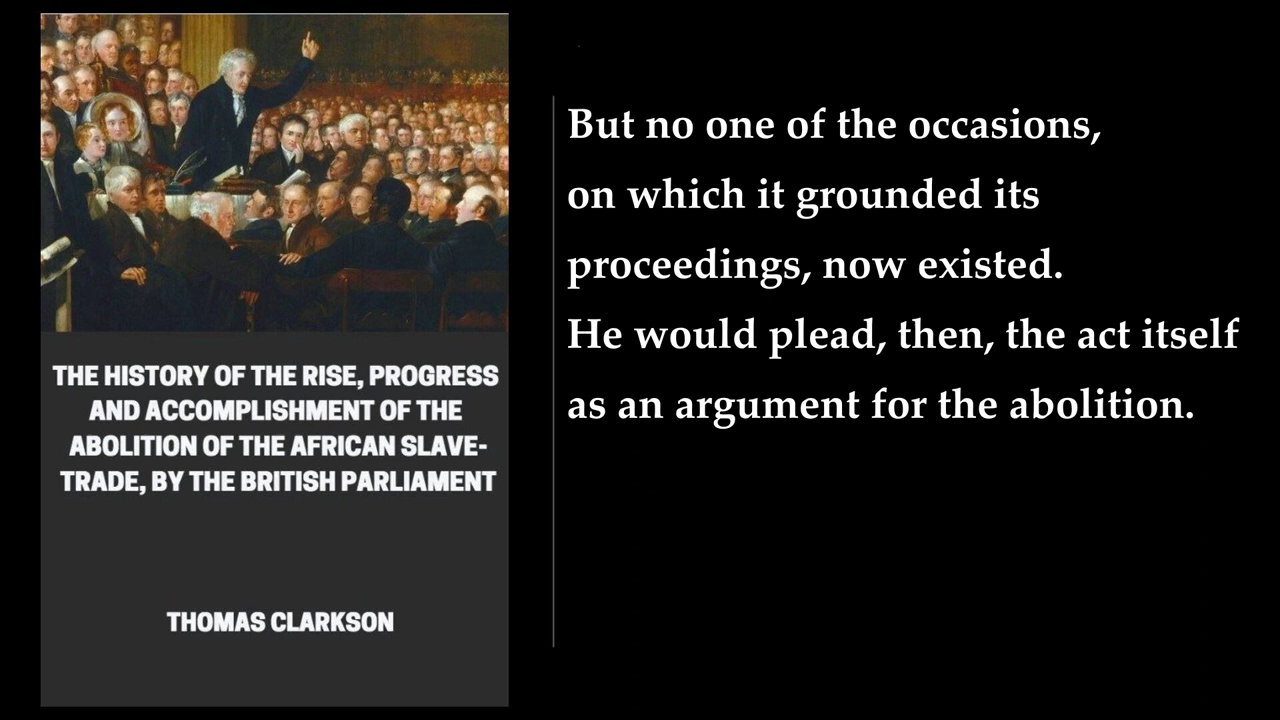 THE HISTORY OF THE RISE, PROGRESS
AND ACCOMPLISHMENT OF THE
ABOLITION OF THE AFRICAN SLAVE-
TRADE, BY THE BRITISH PARLIAMENT
THOMAS CLARKSON
But no one of the occasions,
on which it grounded its
proceedings, now existed.
He would plead, then, the act itself
as an argument for the abolition.